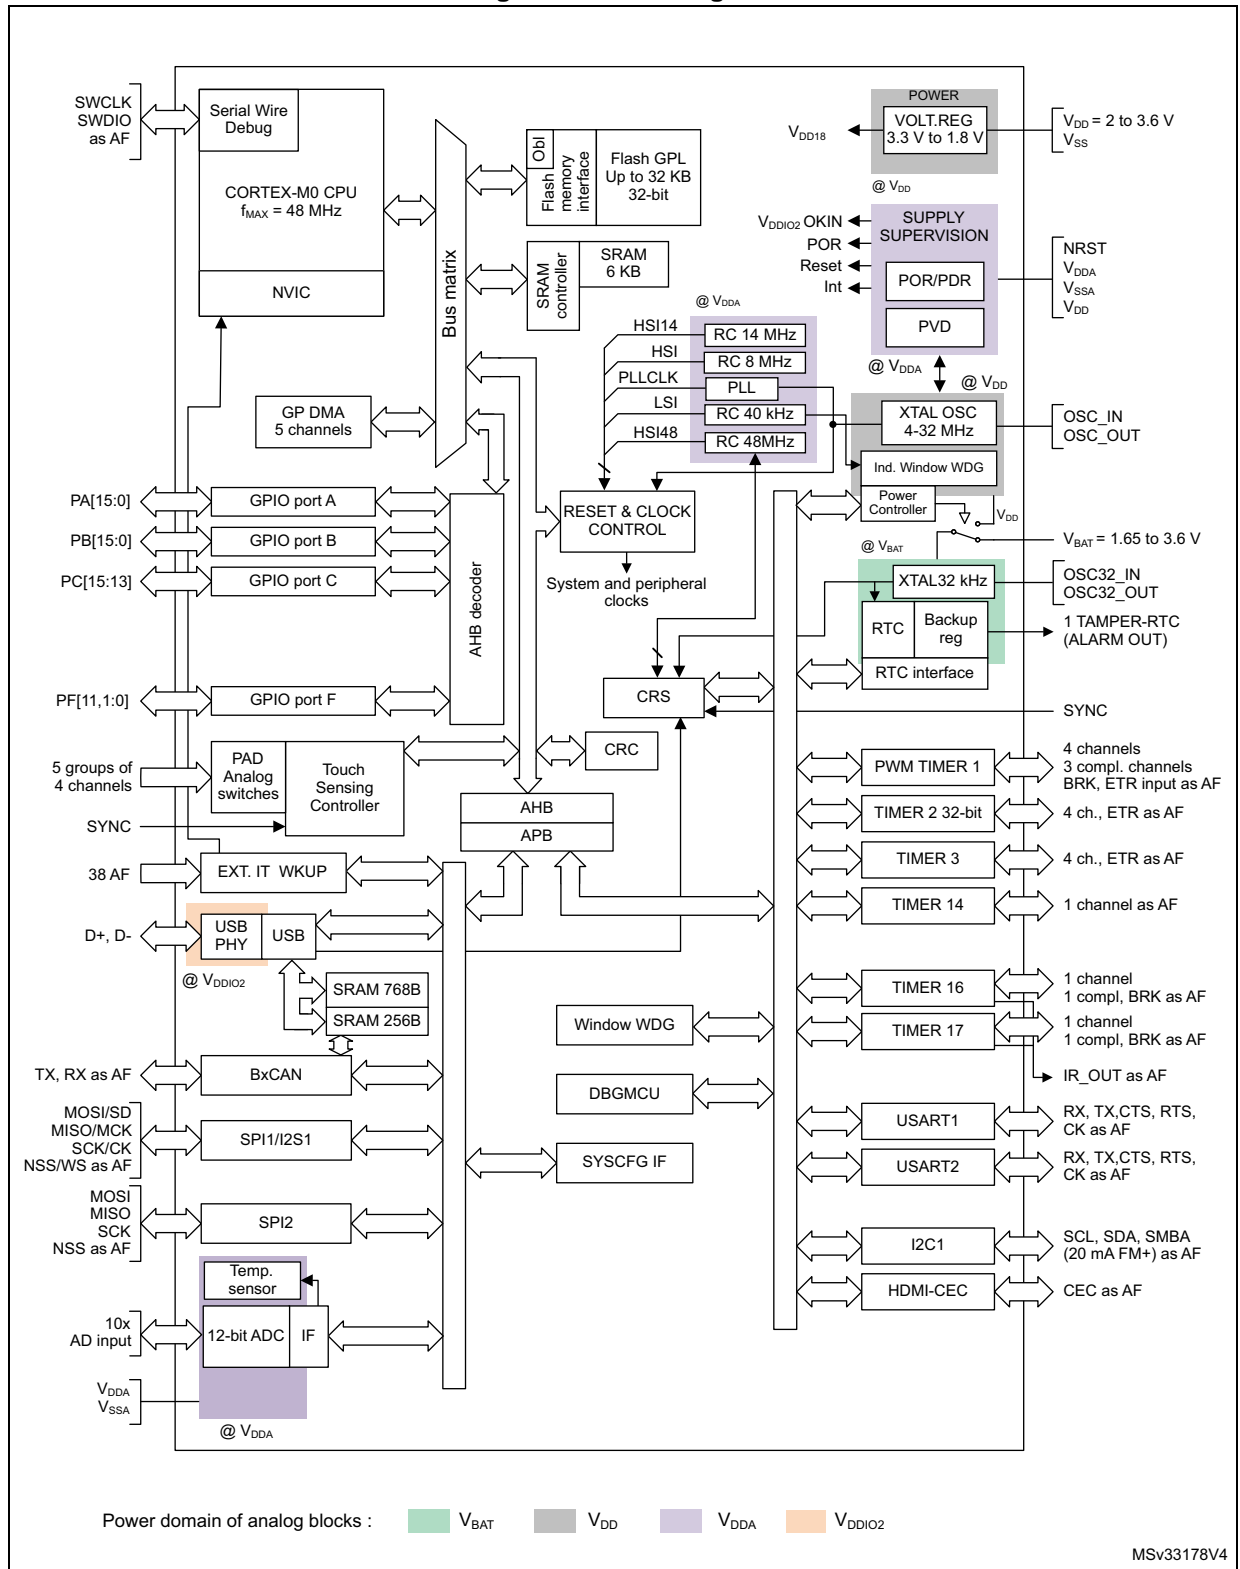 SWCLK
SWDIO
as AF
Serial Wire
Debug
CORTEX-M0 CPU
fMAX = 48 MHz
NVIC
Bus matrix
Obl
Flash
memory
interface
Flash GPL
Up to 32 KB
32-bit
SRAM
controller
SRAM
6 KB
POWER
VOLT.REG
3.3 V to 1.8 V
VDD18
VDD = 2 to 3.6 V
VSS
@ VDD
SUPPLY
SUPERVISION
VDDIO2 OKIN
POR
Reset
Int
POR/PDR
PVD
NRST
VDDA
VSSA
VDD
@ VDDA
@ VDD
@ VDDA
HSI14
HSI
PLLCLK
LSI
HSI48
RC 14 MHz
RC 8 MHz
PLL
RC 40 kHz
RC 48MHz
XTAL OSC
4-32 MHz
OSC_IN
OSC_OUT
Ind. Window WDG
Power
Controller
VDD
VBAT = 1.65 to 3.6 V
@ VBAT
XTAL32 kHz
OSC32_IN
OSC32_OUT
RTC
Backup
reg
1 TAMPER-RTC
(ALARM OUT)
RTC interface
GP DMA
5 channels
RESET & CLOCK
CONTROL
System and peripheral
clocks
PA[15:0]
GPIO port A
PB[15:0]
GPIO port B
PC[15:13]
GPIO port C
PF[11,1:0]
GPIO port F
AHB decoder
CRS
SYNC
CRC
5 groups of
4 channels
PAD
Analog
switches
Touch
Sensing
Controller
SYNC
AHB
APB
38 AF
EXT. IT WKUP
D+, D-
USB
PHY
USB
@ VDDIO2
SRAM 768B
SRAM 256B
TX, RX as AF
BxCAN
MOSI/SD
MISO/MCK
SCK/CK
NSS/WS as AF
SPI1/I2S1
MOSI
MISO
SCK
NSS as AF
SPI2
Temp.
sensor
10x
AD input
12-bit ADC
IF
VDDA
VSSA
@ VDDA
Window WDG
DBGMCU
SYSCFG IF
PWM TIMER 1
4 channels
3 compl. channels
BRK, ETR input as AF
TIMER 2 32-bit
4 ch., ETR as AF
TIMER 3
4 ch., ETR as AF
TIMER 14
1 channel as AF
TIMER 16
1 channel
1 compl, BRK as AF
TIMER 17
1 channel
1 compl, BRK as AF
IR_OUT as AF
USART1
RX, TX,CTS, RTS,
CK as AF
USART2
RX, TX,CTS, RTS,
CK as AF
I2C1
SCL, SDA, SMBA
(20 mA FM+) as AF
HDMI-CEC
CEC as AF
Power domain of analog blocks :
VBAT
VDD
VDDA
VDDIO2
MSv33178V4